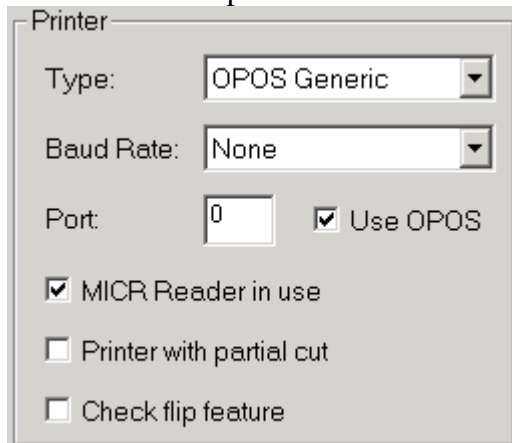 Printer
Type: OPOS Generic
Baud Rate: None
Port: 0 Use OPOS
MICR Reader in use
Printer with partial cut
Check flip feature